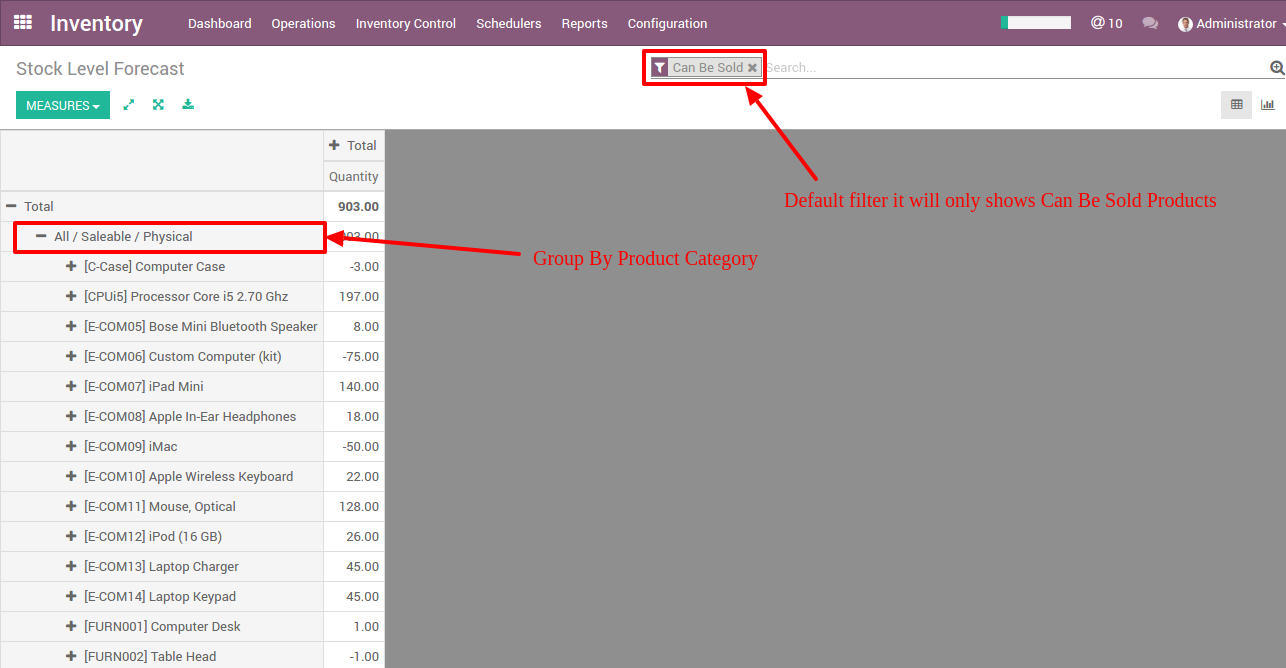 Inventory Dashboard Operations Inventory Control Schedulers Reports Configuration @ 10 Administrator
Stock Level Forecast Can Be Sold Search...
MEASURES
Total
Quantity
Default filter it will only shows Can Be Sold Products
Total 903.00
All / Saleable / Physical 903.00
Group By Product Category
[C-Case] Computer Case -3.00
[CPUi5] Processor Core i5 2.70 Ghz 197.00
[E-COM05] Bose Mini Bluetooth Speaker 8.00
[E-COM06] Custom Computer (kit) -75.00
[E-COM07] iPad Mini 140.00
[E-COM08] Apple In-Ear Headphones 18.00
[E-COM09] iMac -50.00
[E-COM10] Apple Wireless Keyboard 22.00
[E-COM11] Mouse, Optical 128.00
[E-COM12] iPod (16 GB) 26.00
[E-COM13] Laptop Charger 45.00
[E-COM14] Laptop Keypad 45.00
[FURN001] Computer Desk 1.00
[FURN002] Table Head -1.00